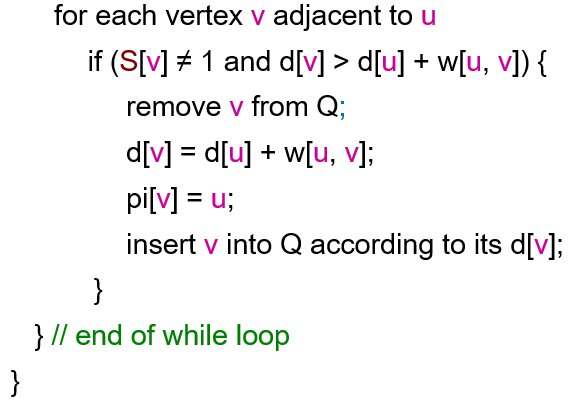 for each vertex v adjacent to u
if (S[v] ≠ 1 and d[v] > d[u] + w[u, v]) {
remove v from Q;
d[v] = d[u] + w[u, v];
pi[v] = u;
insert v into Q according to its d[v];
}
} // end of while loop
}